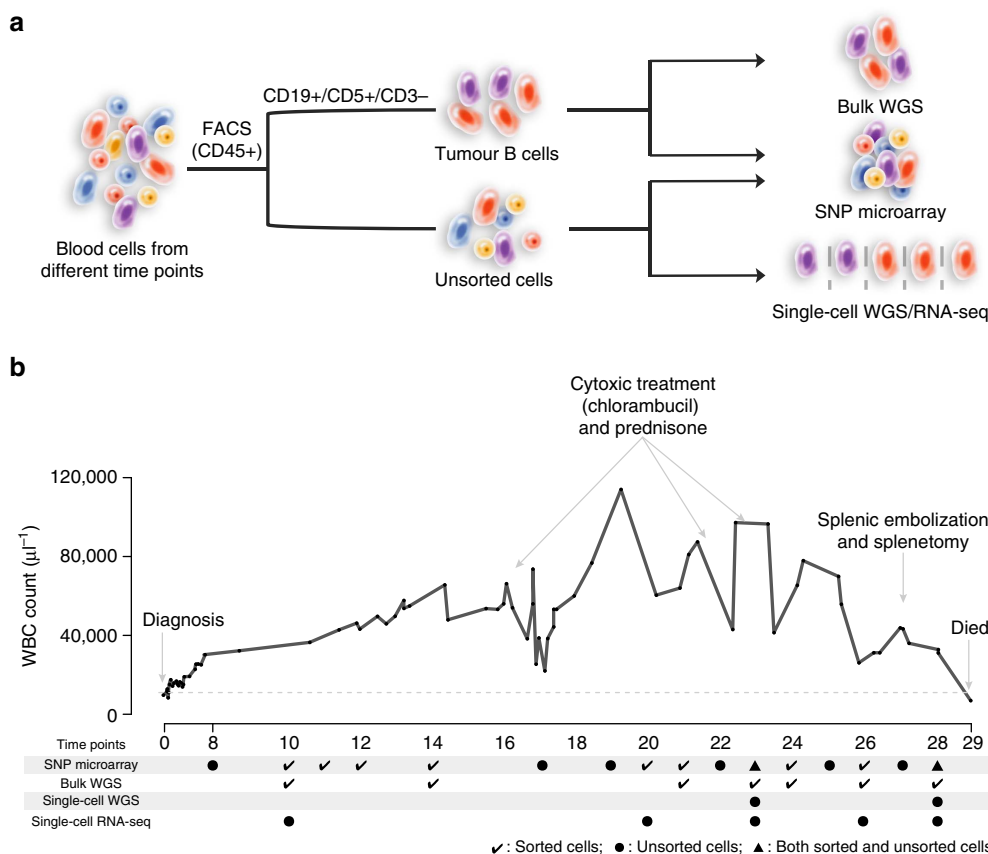 a
CD19+/CD5+/CD3–
FACS
(CD45+)
Blood cells from
different time points
Tumour B cells
Unsorted cells
Bulk WGS
SNP microarray
Single-cell WGS/RNA-seq
b
Cytoxic treatment
(chlorambucil)
and prednisone
Splenic embolization
and splenetomy
Diagnosis
Died
WBC count (µl⁻¹)
120,000
80,000
40,000
0
Time points 0 8 10 12 14 16 18 20 22 24 26 28 29
SNP microarray
Bulk WGS
Single-cell WGS
Single-cell RNA-seq
✔ : Sorted cells; ● : Unsorted cells; ▲ : Both sorted and unsorted cells